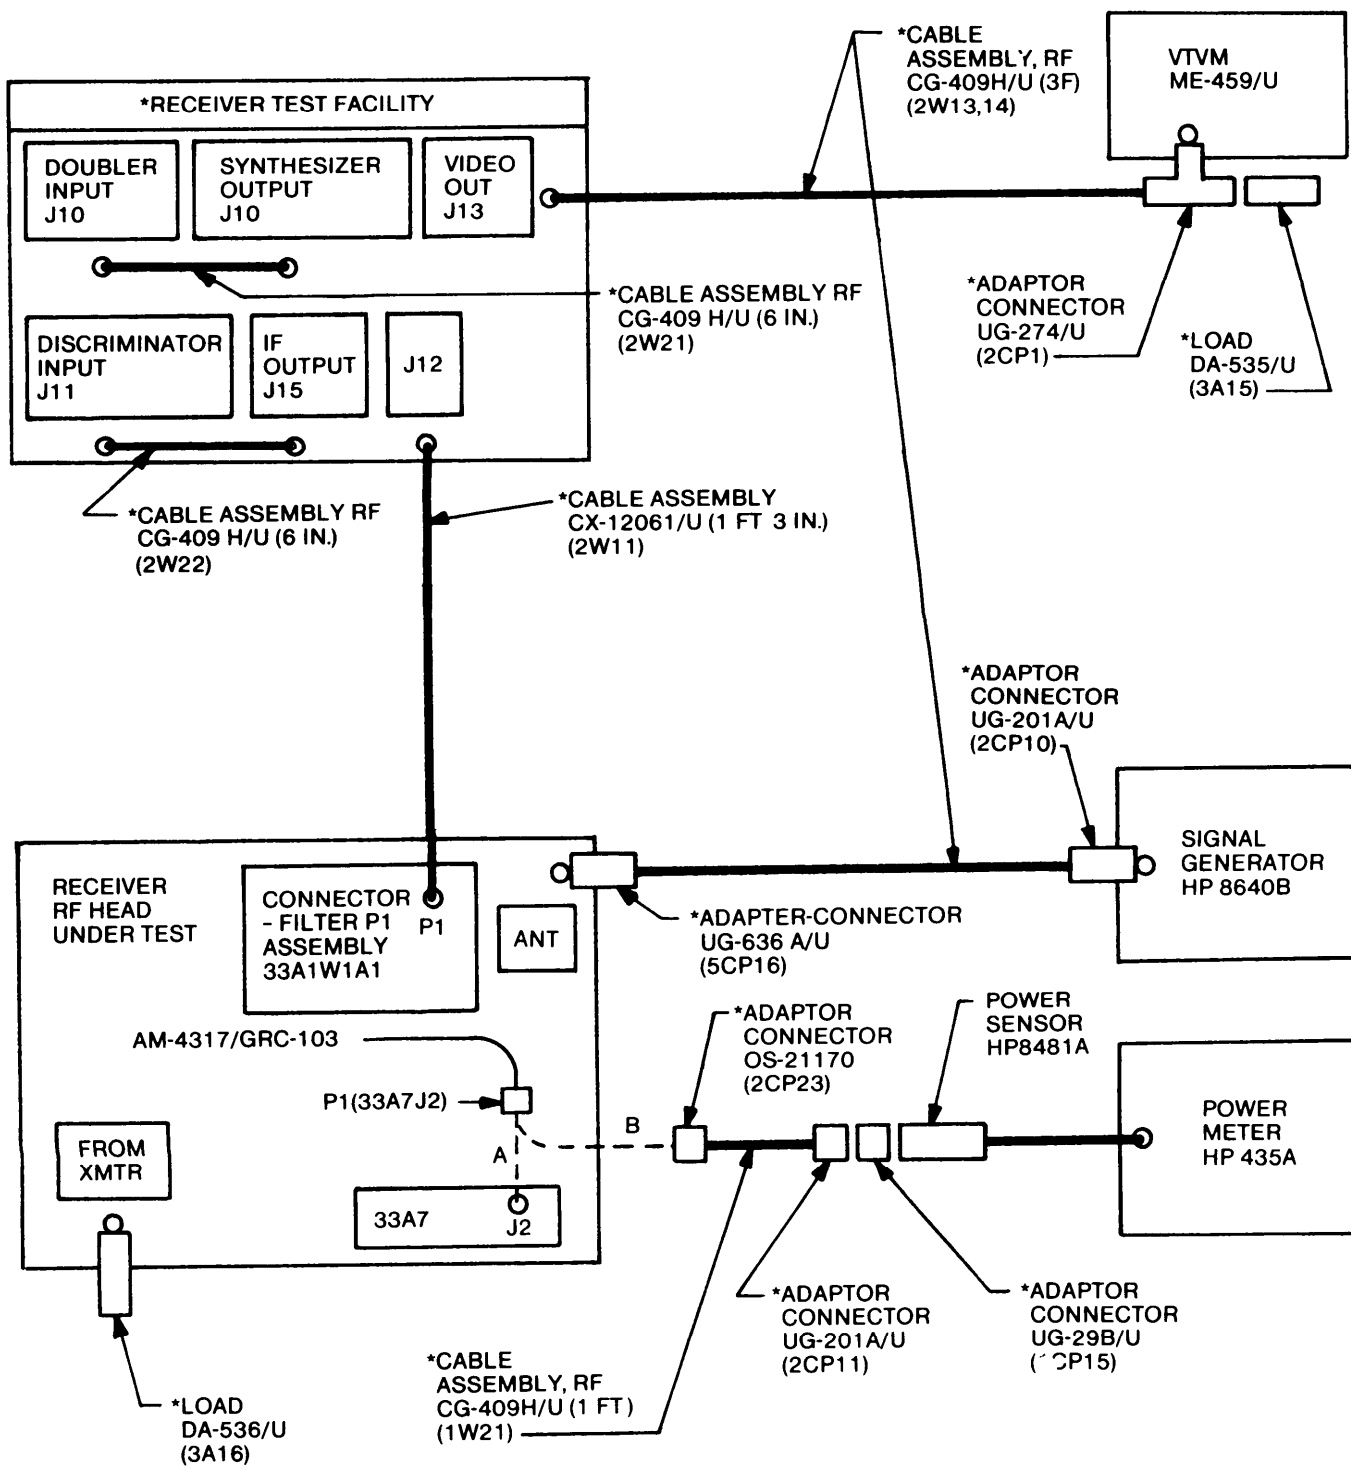 *RECEIVER TEST FACILITY
DOUBLER
INPUT
J10
SYNTHESIZER
OUTPUT
J10
VIDEO
OUT
J13
*CABLE
ASSEMBLY, RF
CG-409H/U (3F)
(2W13,14)
VTVM
ME-459/U
*CABLE ASSEMBLY RF
CG-409 H/U (6 IN.)
(2W21)
*ADAPTOR
CONNECTOR
UG-274/U
(2CP1)
*LOAD
DA-535/U
(3A15)
DISCRIMINATOR
INPUT
J11
IF
OUTPUT
J15
J12
*CABLE ASSEMBLY RF
CG-409 H/U (6 IN.)
(2W22)
*CABLE ASSEMBLY
CX-12061/U (1 FT 3 IN.)
(2W11)
*ADAPTOR
CONNECTOR
UG-201A/U
(2CP10)
SIGNAL
GENERATOR
HP 8640B
RECEIVER
RF HEAD
UNDER TEST
CONNECTOR
- FILTER P1
ASSEMBLY
33A1W1A1
P1
ANT
*ADAPTER-CONNECTOR
UG-636 A/U
(5CP16)
AM-4317/GRC-103
P1(33A7J2)
A
B
*ADAPTOR
CONNECTOR
OS-21170
(2CP23)
POWER
SENSOR
HP8481A
POWER
METER
HP 435A
FROM
XMTR
33A7
J2
*ADAPTOR
CONNECTOR
UG-201A/U
(2CP11)
*ADAPTOR
CONNECTOR
UG-29B/U
*CABLE
ASSEMBLY, RF
CG-409H/U (1 FT)
(1W21)
*LOAD
DA-536/U
(3A16)